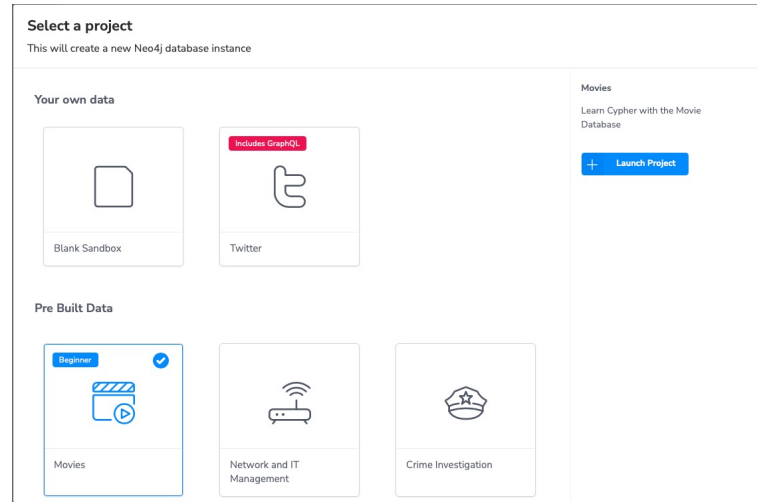 Select a project
This will create a new Neo4j database instance
Your own data
Includes GraphQL
Blank Sandbox
Twitter
Pre Built Data
Beginner
Movies
Network and IT
Management
Crime Investigation
Movies
Learn Cypher with the Movie
Database
Launch Project